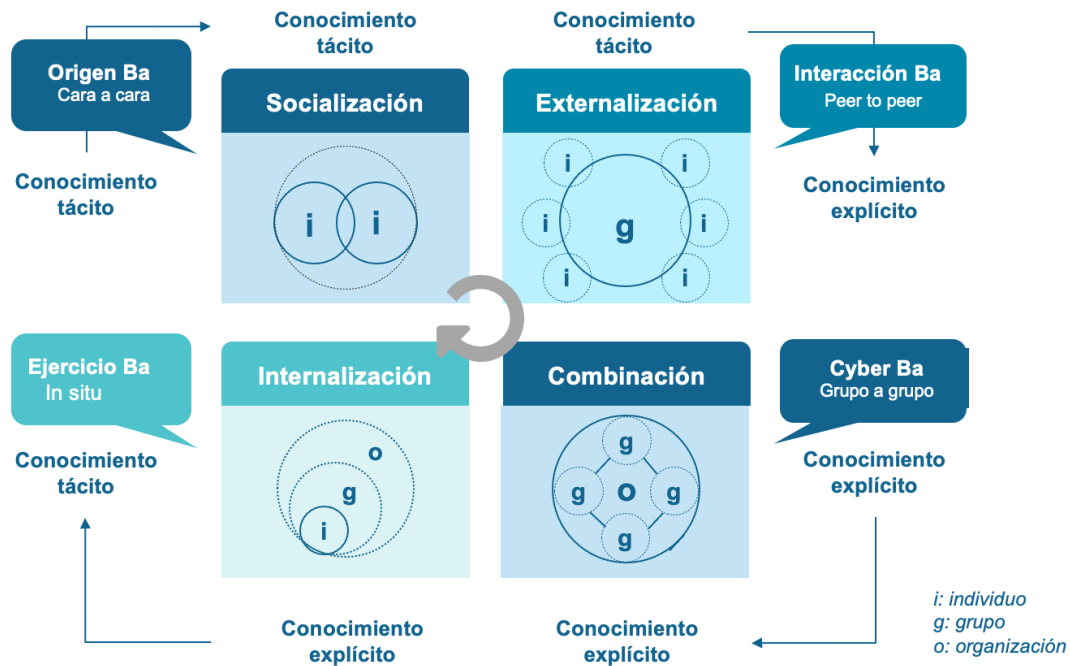 Conocimiento
tácito
Conocimiento
tácito
Origen Ba
Cara a cara
Socialización
Externalización
Interacción Ba
Peer to peer
i
i
i
i
i
i
i
i
g
Conocimiento
tácito
Conocimiento
explícito
Ejercicio Ba
In situ
Internalización
Combinación
Cyber Ba
Grupo a grupo
o
g
i
g
g
o
g
g
Conocimiento
tácito
Conocimiento
explícito
Conocimiento
explícito
Conocimiento
explícito
i: individuo
g: grupo
o: organización